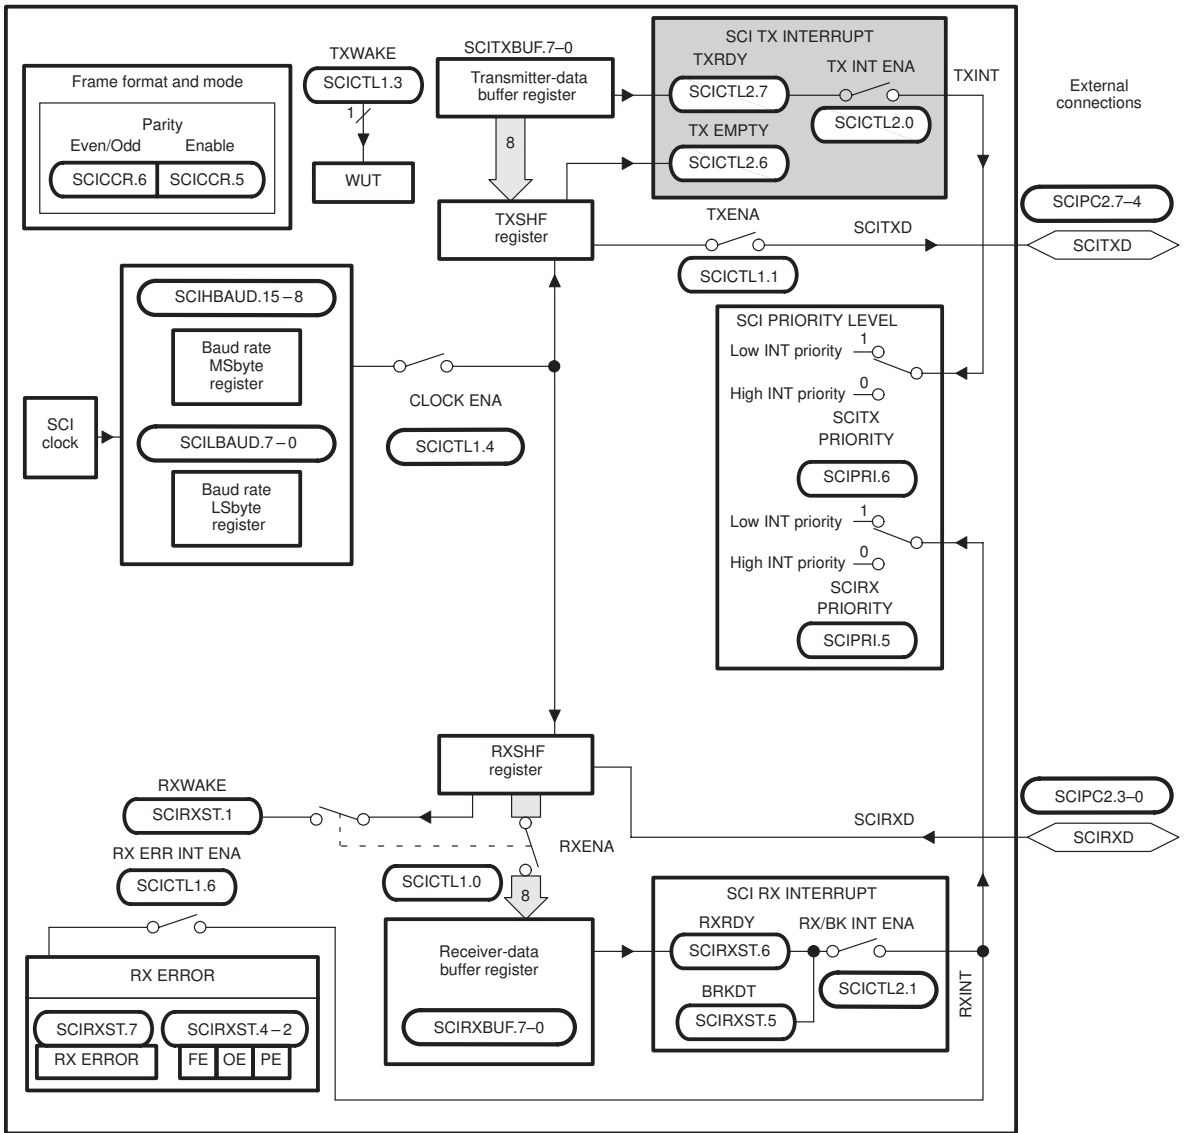 Frame format and mode
Parity
Even/Odd Enable
SCICCR.6 SCICCR.5
TXWAKE
SCICTL1.3
1
WUT
SCITXBUF.7–0
Transmitter-data
buffer register
8
TXSHF
register
SCI TX INTERRUPT
TXRDY
SCICTL2.7
TX INT ENA
SCICTL2.0
TX EMPTY
SCICTL2.6
TXINT
External
connections
SCIPC2.7–4
SCITXD
TXENA
SCICTL1.1
SCITXD
SCIHBAUD.15–8
Baud rate
MSbyte
register
SCI
clock
SCILBAUD.7–0
Baud rate
LSbyte
register
CLOCK ENA
SCICTL1.4
SCI PRIORITY LEVEL
1
Low INT priority
0
High INT priority
SCITX
PRIORITY
SCIPRI.6
1
Low INT priority
0
High INT priority
SCIRX
PRIORITY
SCIPRI.5
RXSHF
register
RXWAKE
SCIRXST.1
RX ERR INT ENA
SCICTL1.6
RXENA
SCICTL1.0
8
SCIRXD
SCIPC2.3–0
SCIRXD
RX ERROR
SCIRXST.7
SCIRXST.4–2
RX ERROR
FE OE PE
Receiver-data
buffer register
SCIRXBUF.7–0
SCI RX INTERRUPT
RXRDY
SCIRXST.6
RX/BK INT ENA
SCICTL2.1
BRKDT
SCIRXST.5
RXINT